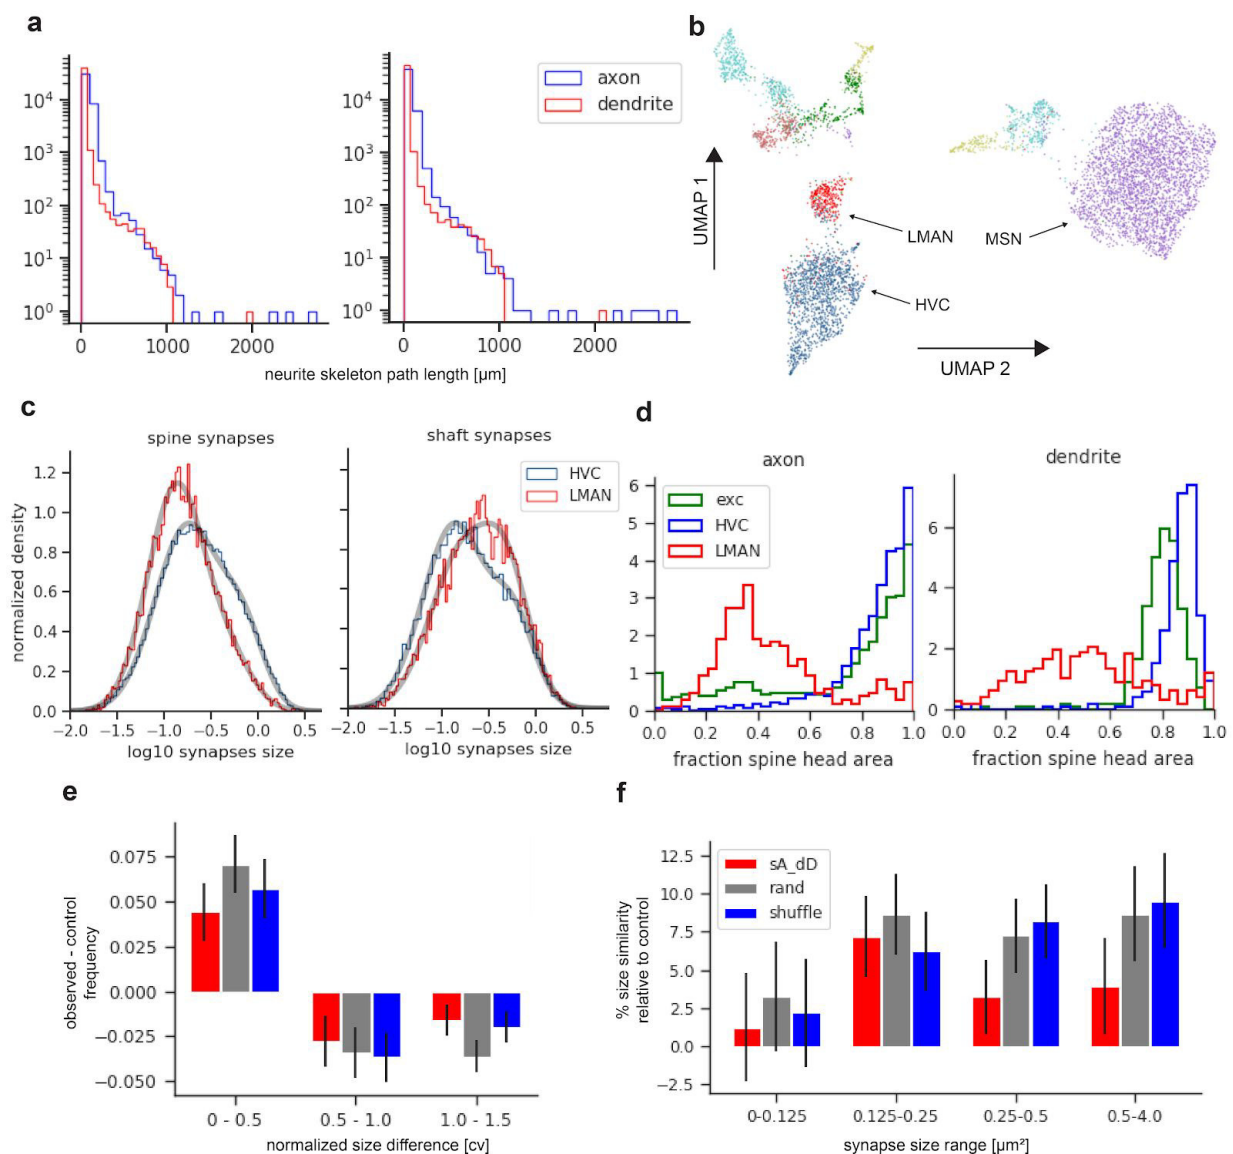 a
b
10⁴
10³
10²
10¹
10⁰
0
1000
2000
10⁴
10³
10²
10¹
10⁰
0
1000
2000
axon
dendrite
neurite skeleton path length [µm]
UMAP 1
LMAN
MSN
HVC
UMAP 2
c
spine synapses
shaft synapses
HVC
LMAN
normalized density
1.2
1.0
0.8
0.6
0.4
0.2
0.0
−2.0 −1.5 −1.0 −0.5 0.0 0.5
−2.0 −1.5 −1.0 −0.5 0.0 0.5
log10 synapses size
log10 synapses size
d
axon
dendrite
exc
HVC
LMAN
6
5
4
3
2
1
0
0.0 0.2 0.4 0.6 0.8 1.0
6
4
2
0
0.0 0.2 0.4 0.6 0.8 1.0
fraction spine head area
fraction spine head area
e
observed - control
frequency
0.075
0.050
0.025
0.000
−0.025
−0.050
0 - 0.5
0.5 - 1.0
1.0 - 1.5
normalized size difference [cv]
f
% size similarity
relative to control
12.5
10.0
7.5
5.0
2.5
0.0
−2.5
sA_dD
rand
shuffle
0-0.125
0.125-0.25
0.25-0.5
0.5-4.0
synapse size range [µm²]